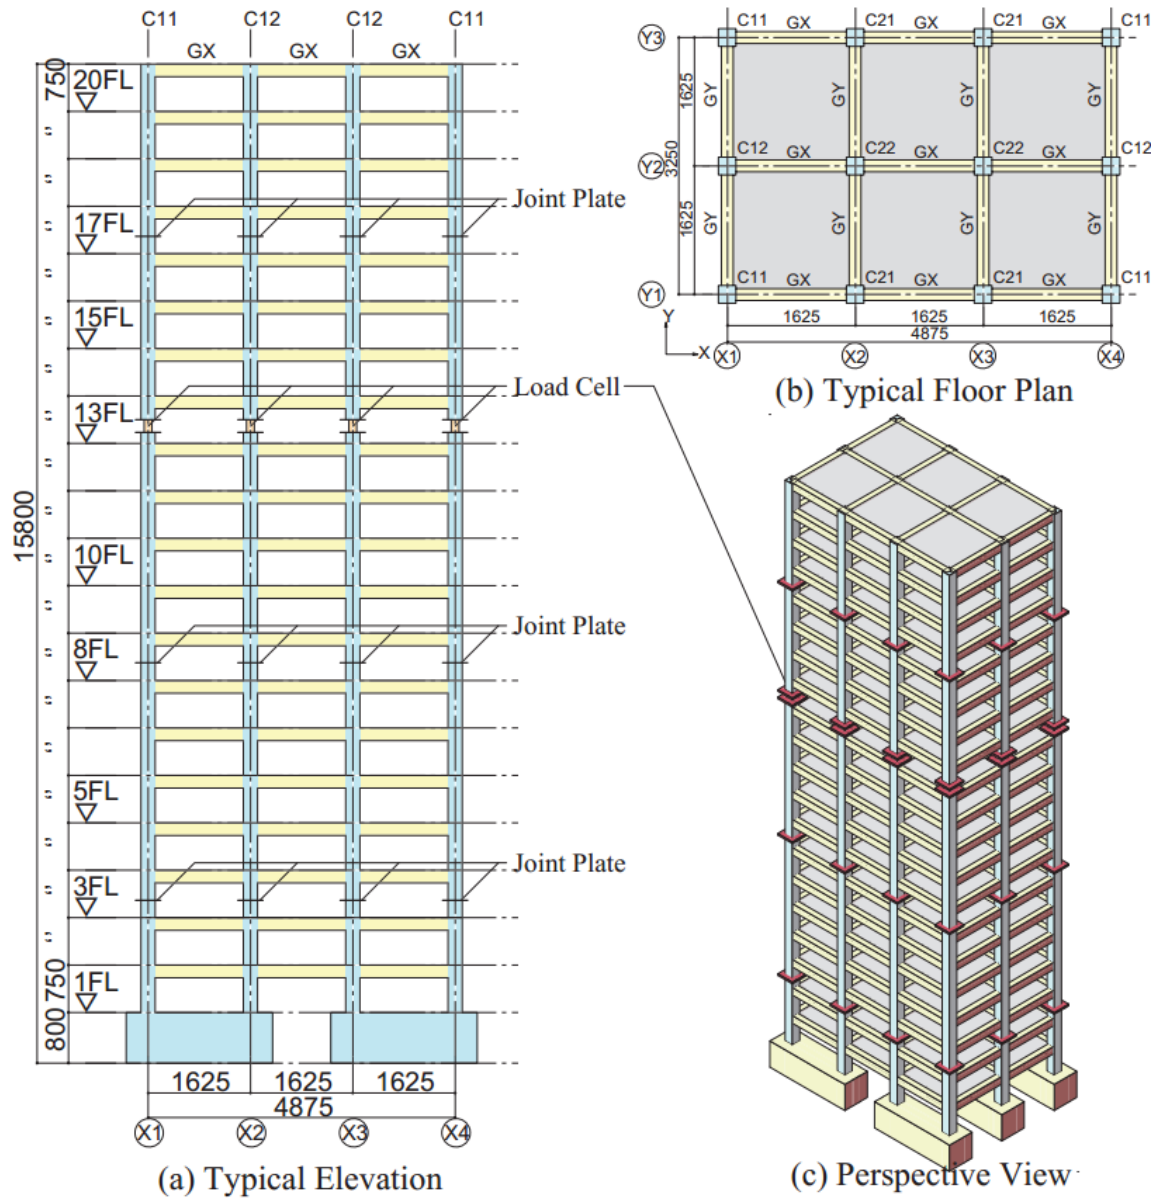 C11 C12 C12 C11
GX GX GX
750
20FL
Joint Plate
17FL
15FL
Load Cell
13FL
15800
10FL
Joint Plate
8FL
5FL
Joint Plate
3FL
750
1FL
800
1625 1625 1625
4875
X1 X2 X3 X4
(a) Typical Elevation
C11 GX C21 GX C21 GX C11
Y3
1625
GY GY GY GY
C12 GX C22 GX C22 GX C12
Y2
3250
1625
GY GY GY GY
C11 GX C21 GX C21 GX C11
Y1
Y
X
1625 1625 1625
4875
X1 X2 X3 X4
(b) Typical Floor Plan
(c) Perspective View